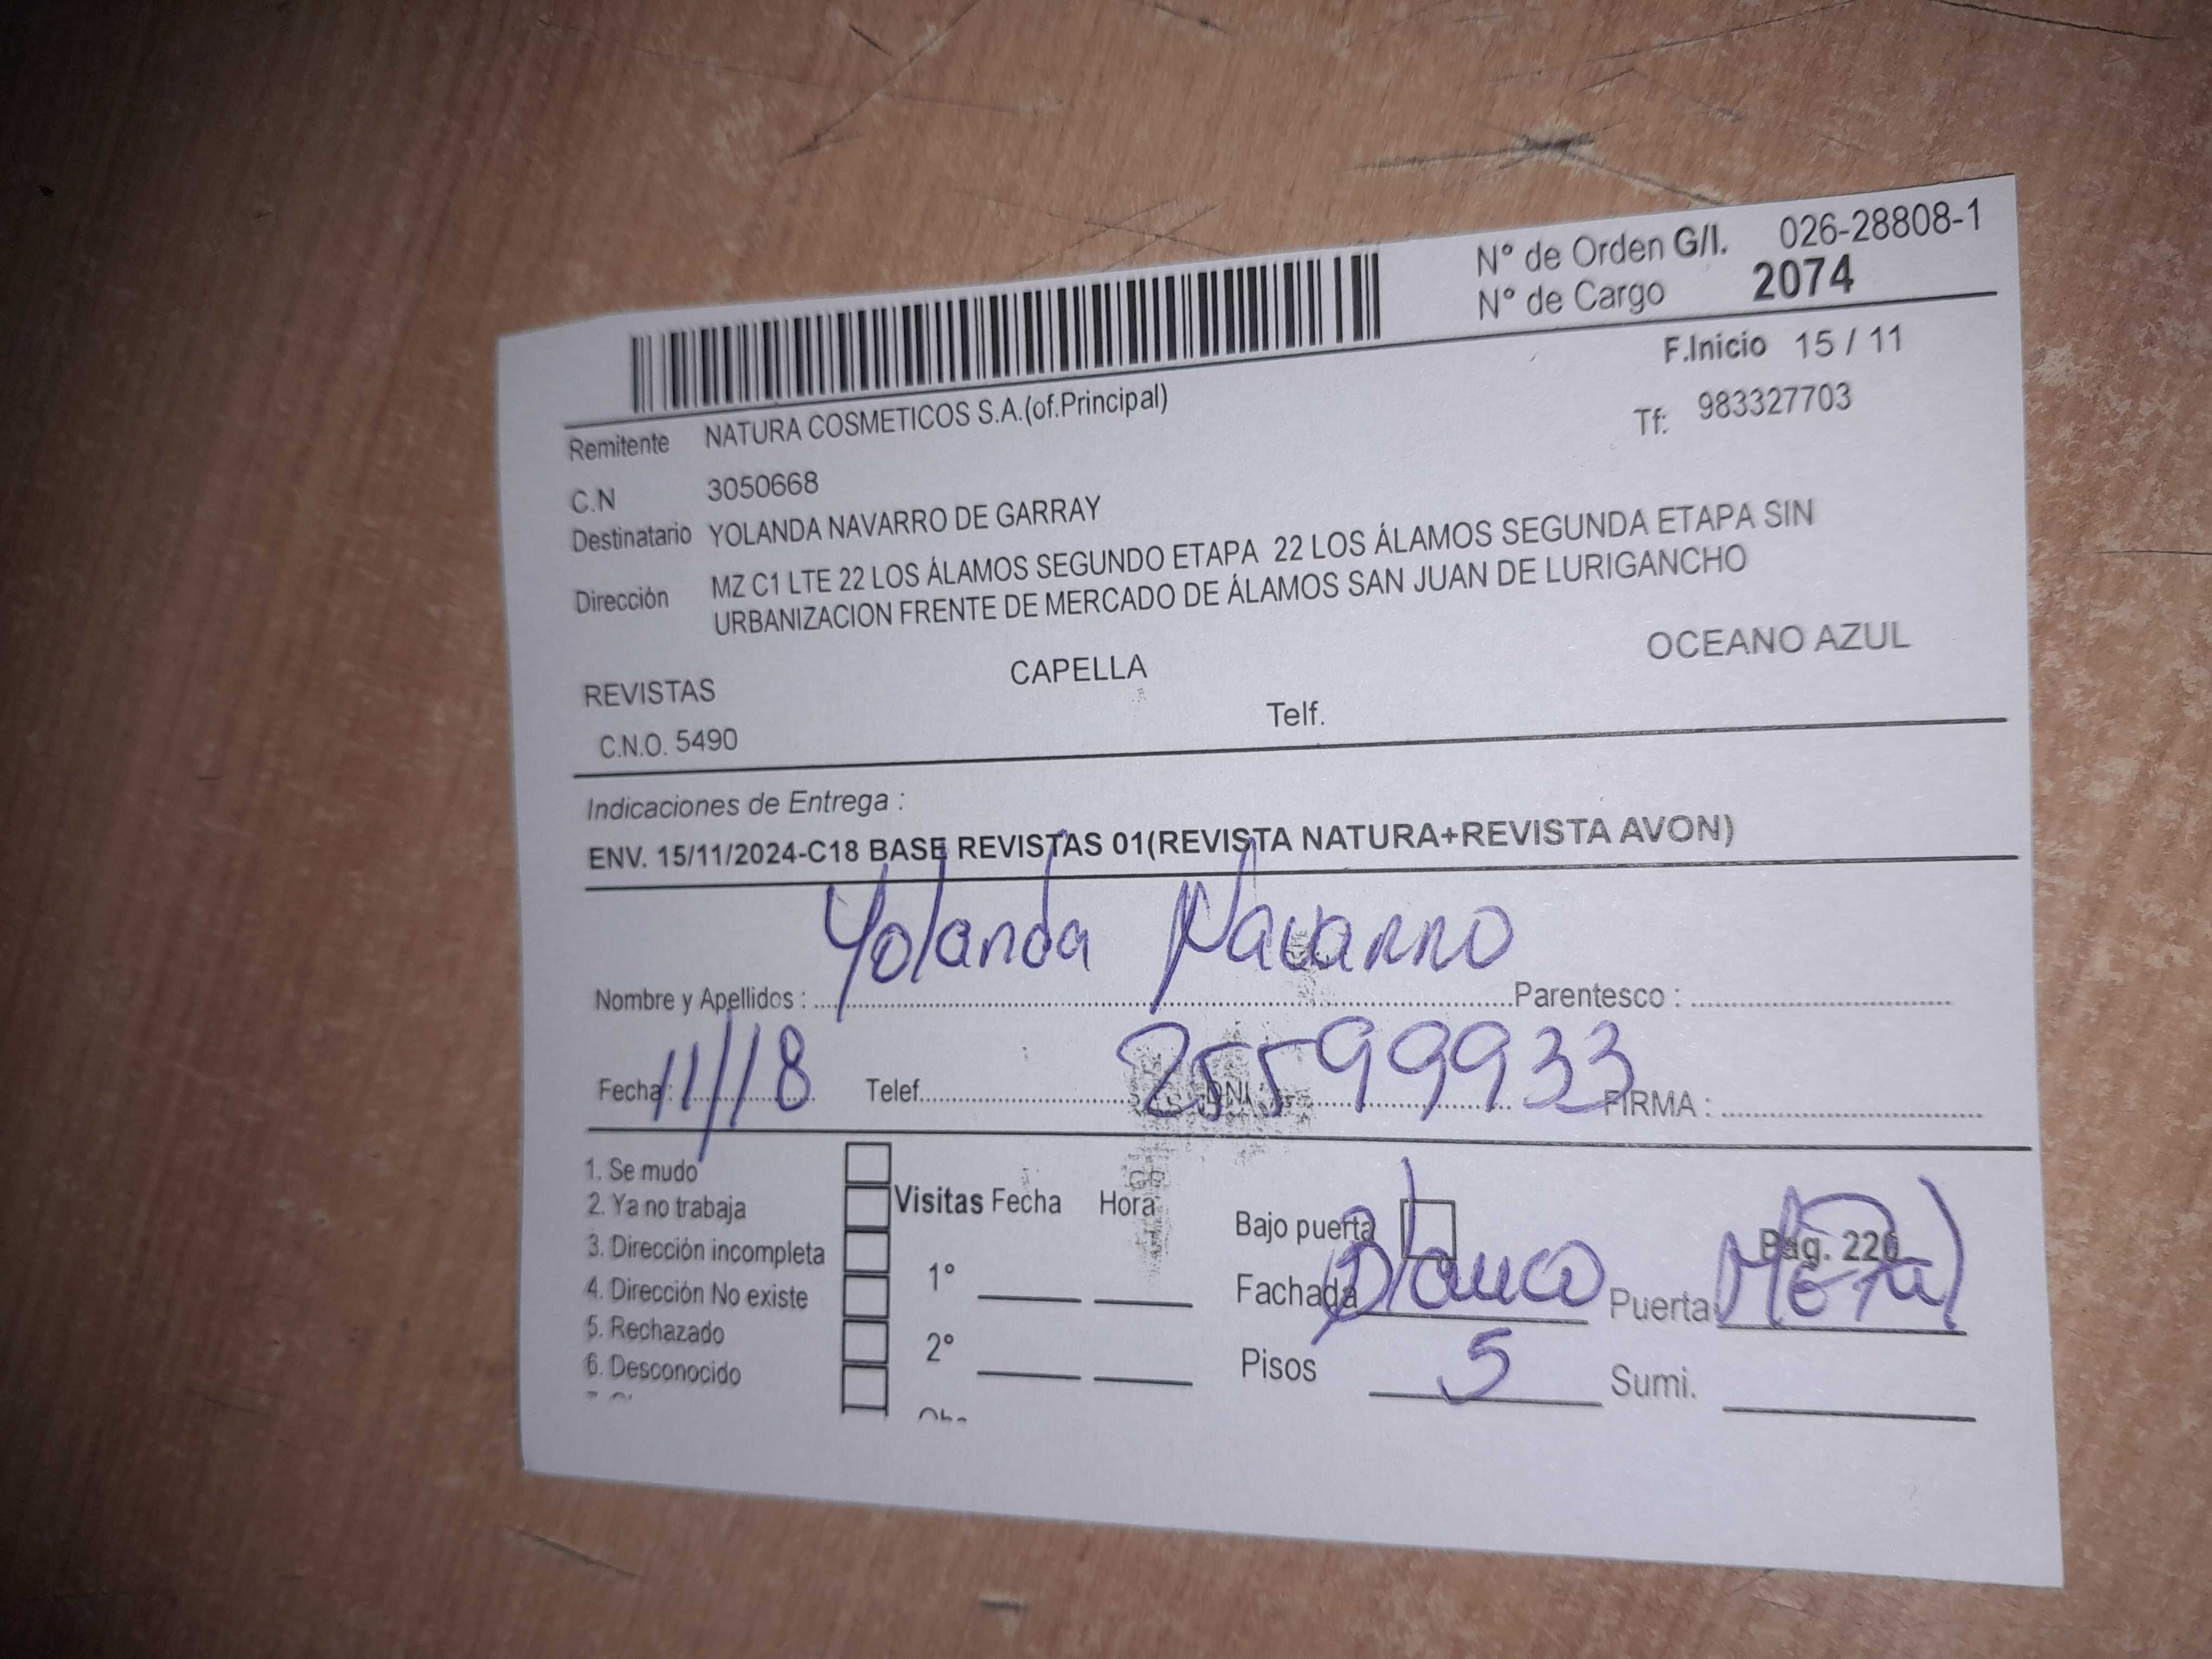 N° de Orden G/I. 026-28808-1
N° de Cargo 2074
F.Inicio 15 / 11
Remitente NATURA COSMETICOS S.A.(of.Principal)
Tf: 983327703
C.N 3050668
Destinatario YOLANDA NAVARRO DE GARRAY
Dirección MZ C1 LTE 22 LOS ÁLAMOS SEGUNDO ETAPA 22 LOS ÁLAMOS SEGUNDA ETAPA SIN
URBANIZACION FRENTE DE MERCADO DE ÁLAMOS SAN JUAN DE LURIGANCHO
REVISTAS CAPELLA OCEANO AZUL
C.N.O. 5490 Telf.
Indicaciones de Entrega :
ENV. 15/11/2024-C18 BASE REVISTAS 01(REVISTA NATURA+REVISTA AVON)
Nombre y Apellidos : Yolanda Navarro Parentesco :
Fecha : 11/18 Telef. DNI 25599933 FIRMA :
1. Se mudo
2. Ya no trabaja
3. Dirección incompleta
4. Dirección No existe
5. Rechazado
6. Desconocido
Visitas Fecha Hora
1°
2°
Bajo puerta Pag. 226
Fachada blanco Puerta Metal
Pisos 5 Sumi.